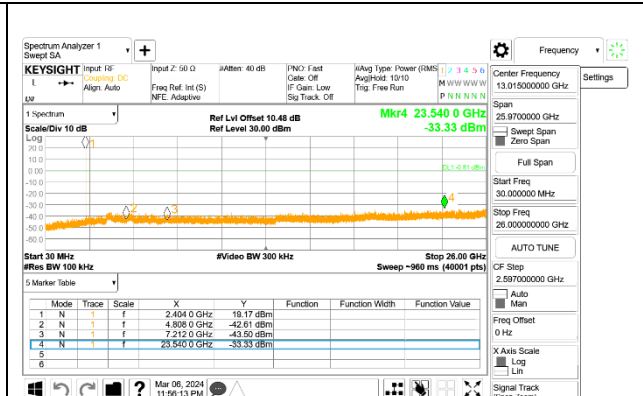 Spectrum Analyzer 1
Swept SA
Frequency
Settings
KEYSIGHT
Input: RF
Coupling: DC
Align: Auto
Input Z: 50 Ω
Freq Ref: Int (S)
NFE: Adaptive
#Atten: 40 dB
PNO: Fast
Gate: Off
IF Gain: Low
Sig Track: Off
#Avg Type: Power (RMS
Avg|Hold: 10/10
Trig: Free Run
1 2 3 4 5 6
M W W W W W
P N N N N N
L
1 Spectrum
Scale/Div 10 dB
Ref Lvl Offset 10.48 dB
Ref Level 30.00 dBm
Mkr4 23.540 0 GHz
-33.33 dBm
Log
20.0
10.0
0.00
-10.0
-20.0
-30.0
-40.0
-50.0
-60.0
1
2
3
4
Start 30 MHz
#Res BW 100 kHz
#Video BW 300 kHz
Stop 26.00 GHz
Sweep ~960 ms (40001 pts)
5 Marker Table
Mode Trace Scale X Y Function Function Width Function Value
1 N 1 f 2.404 0 GHz 19.17 dBm
2 N 1 f 4.808 0 GHz -42.61 dBm
3 N 1 f 7.212 0 GHz -43.50 dBm
4 N 1 f 23.540 0 GHz -33.33 dBm
5
6
?
Mar 06, 2024
11:56:13 PM
Center Frequency
13.015000000 GHz
Span
25.9700000 GHz
Swept Span
Zero Span
Full Span
Start Freq
30.000000 MHz
Stop Freq
26.000000000 GHz
AUTO TUNE
CF Step
2.597000000 GHz
Auto
Man
Freq Offset
0 Hz
X Axis Scale
Log
Lin
Signal Track